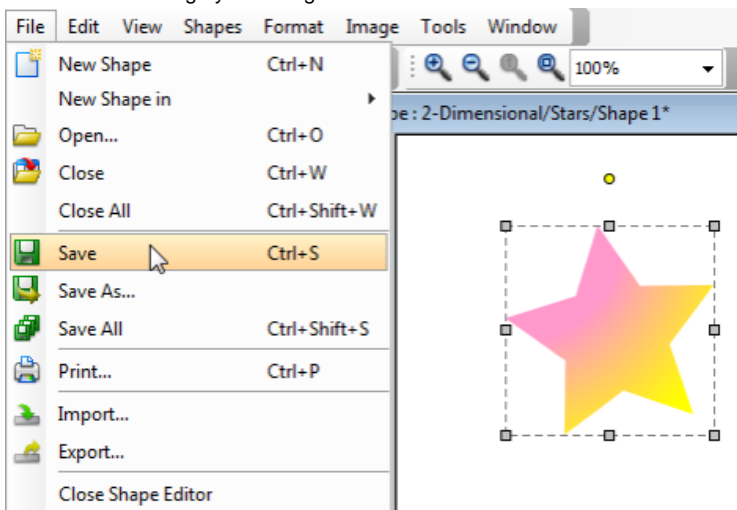 File Edit View Shapes Format Image Tools Window
New Shape Ctrl+N
100%
New Shape in
2-Dimensional/Stars/Shape 1*
Open... Ctrl+O
Close Ctrl+W
Close All Ctrl+Shift+W
Save Ctrl+S
Save As...
Save All Ctrl+Shift+S
Print... Ctrl+P
Import...
Export...
Close Shape Editor